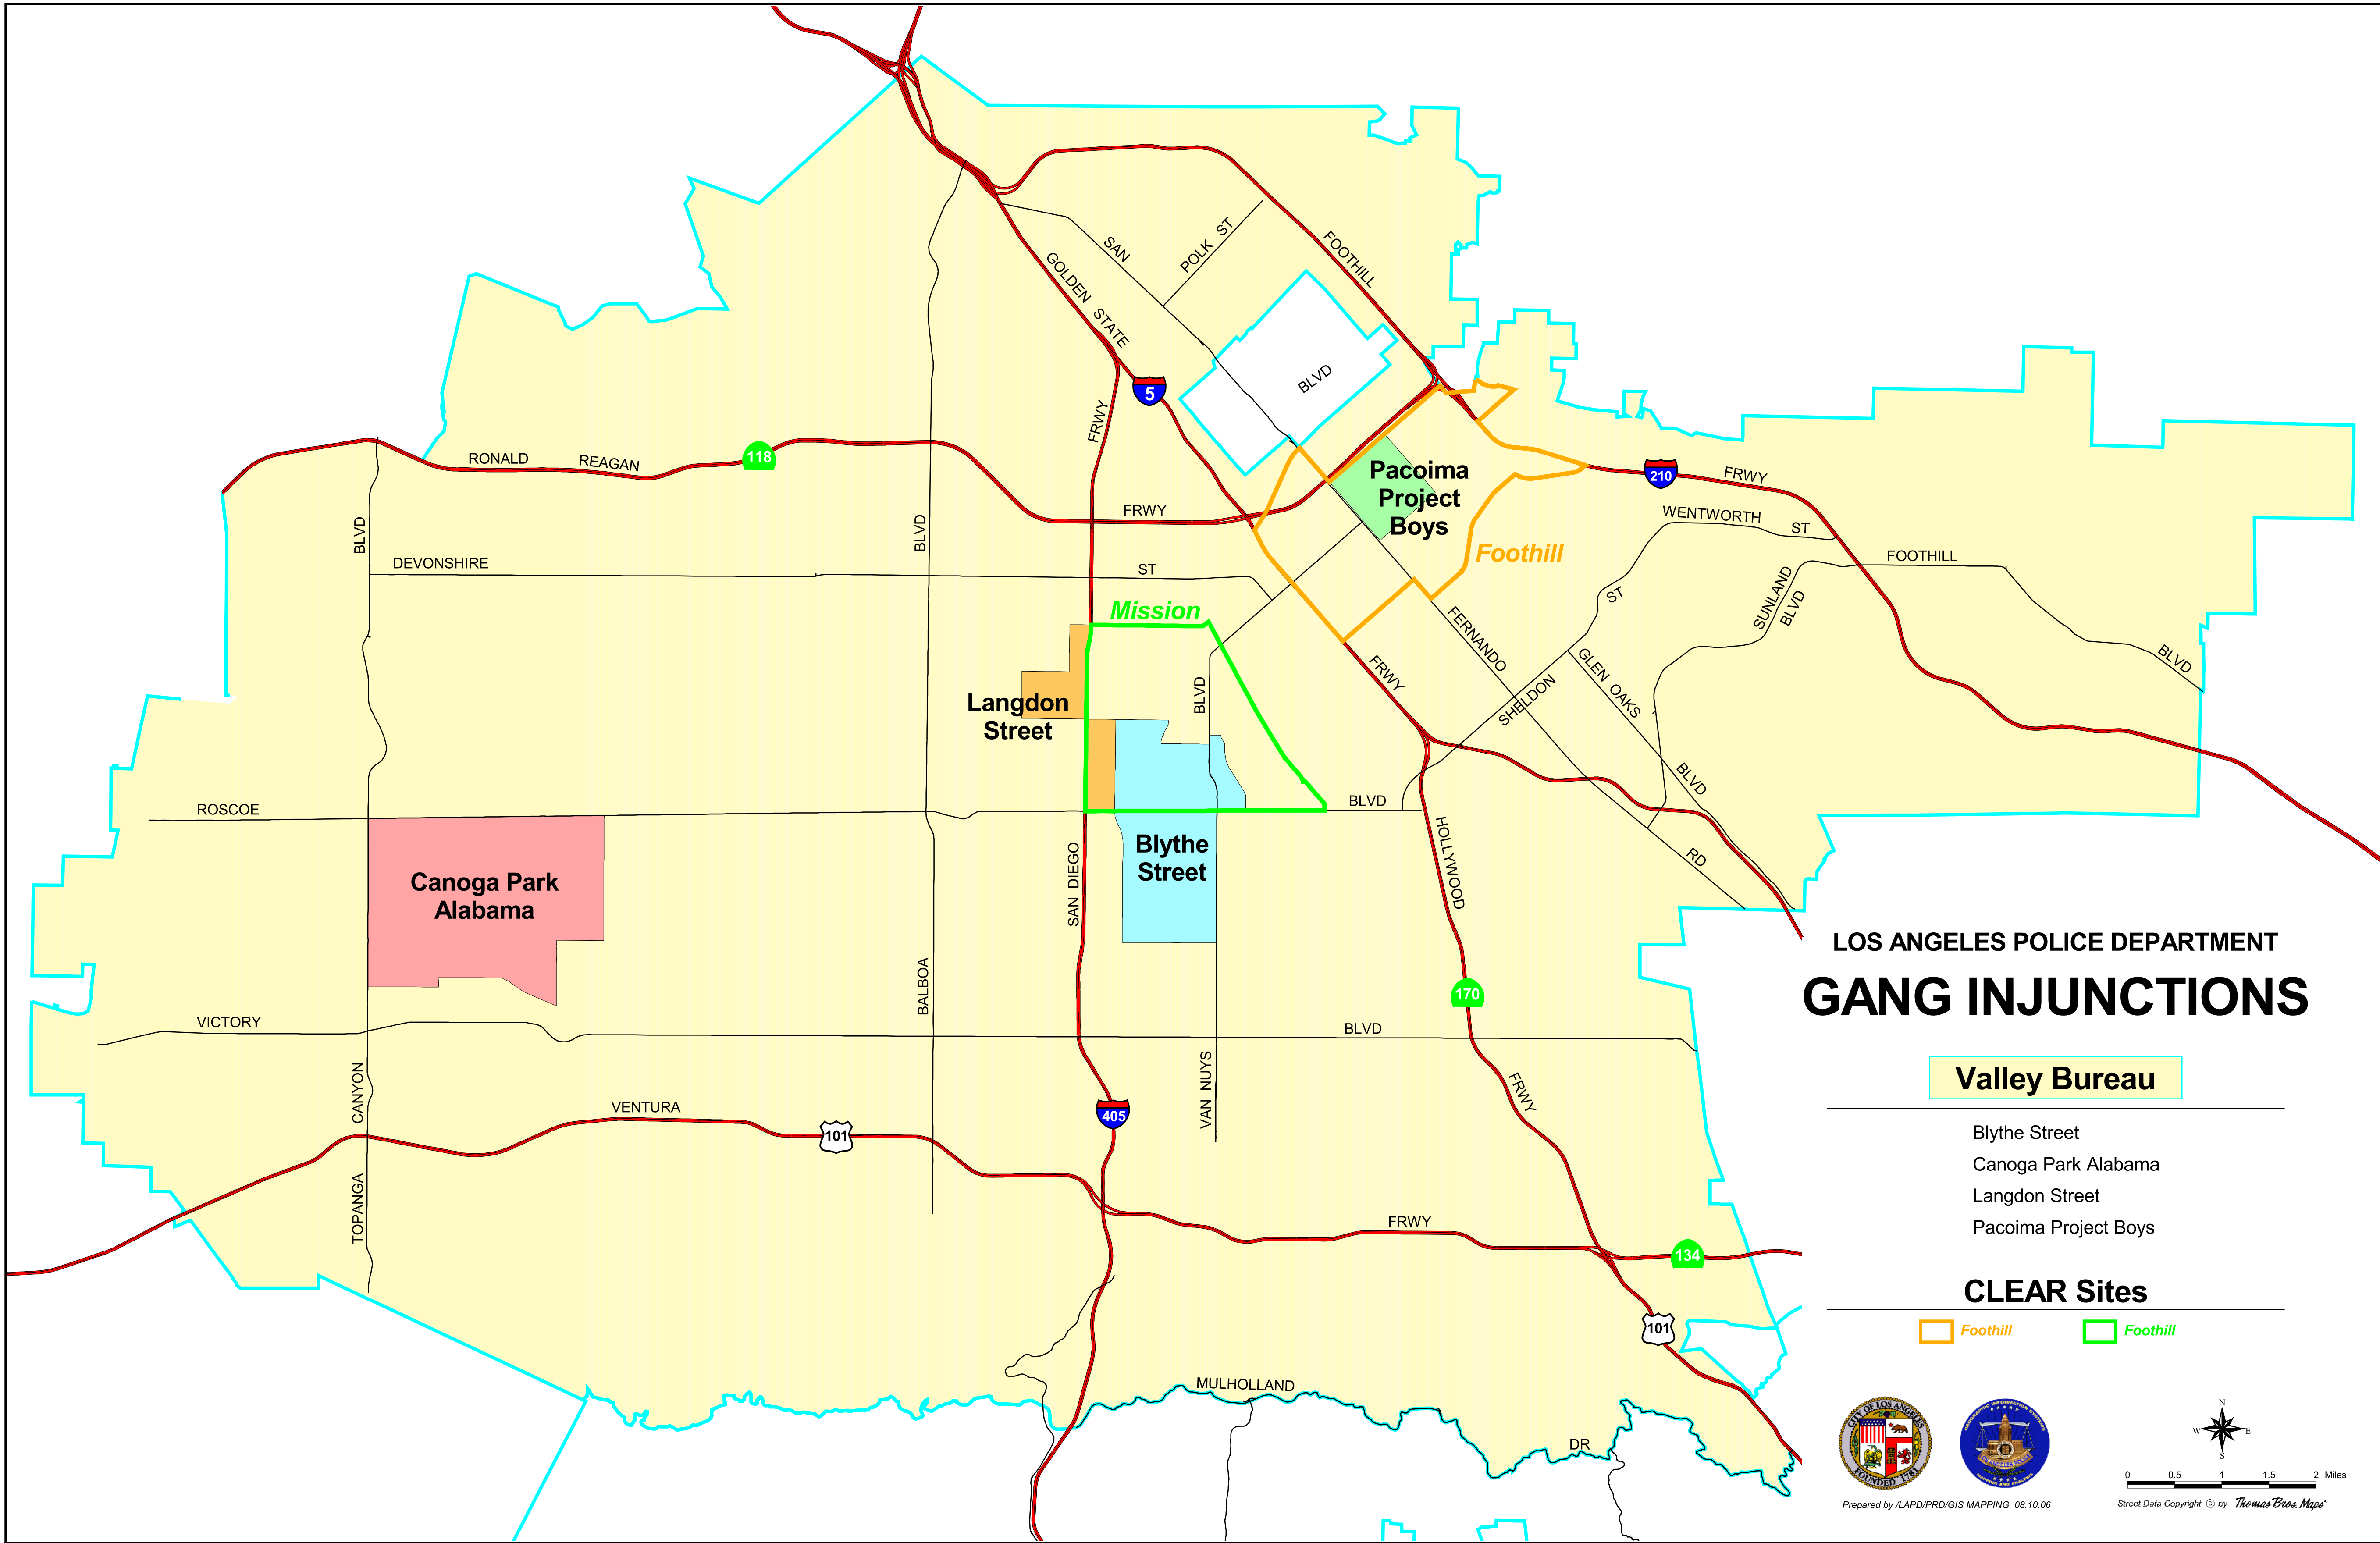 SAN
POLK ST
FOOTHILL
GOLDEN STATE
5
BLVD
FRWY
118
RONALD REAGAN
Pacoima
Project
Boys
210
FRWY
FRWY
WENTWORTH ST
BLVD
BLVD
Foothill
FOOTHILL
DEVONSHIRE
ST
SUNLAND
BLVD
ST
Mission
FERNANDO
BLVD
FRWY
GLEN OAKS
SHELDON
BLVD
Langdon
Street
BLVD
ROSCOE
BLVD
Blythe
Street
HOLLYWOOD
RD
Canoga Park
Alabama
SAN DIEGO
BALBOA
170
VICTORY
BLVD
CANYON
VAN NUYS
FRWY
VENTURA
405
101
TOPANGA
FRWY
134
101
MULHOLLAND
DR
LOS ANGELES POLICE DEPARTMENT
GANG INJUNCTIONS
Valley Bureau
Blythe Street
Canoga Park Alabama
Langdon Street
Pacoima Project Boys
CLEAR Sites
Foothill
Foothill
CITY OF LOS ANGELES
FOUNDED 1781
N
W E
S
0 0.5 1 1.5 2 Miles
Prepared by /LAPD/PRD/GIS MAPPING 08.10.06
Street Data Copyright © by Thomas Bros. Maps